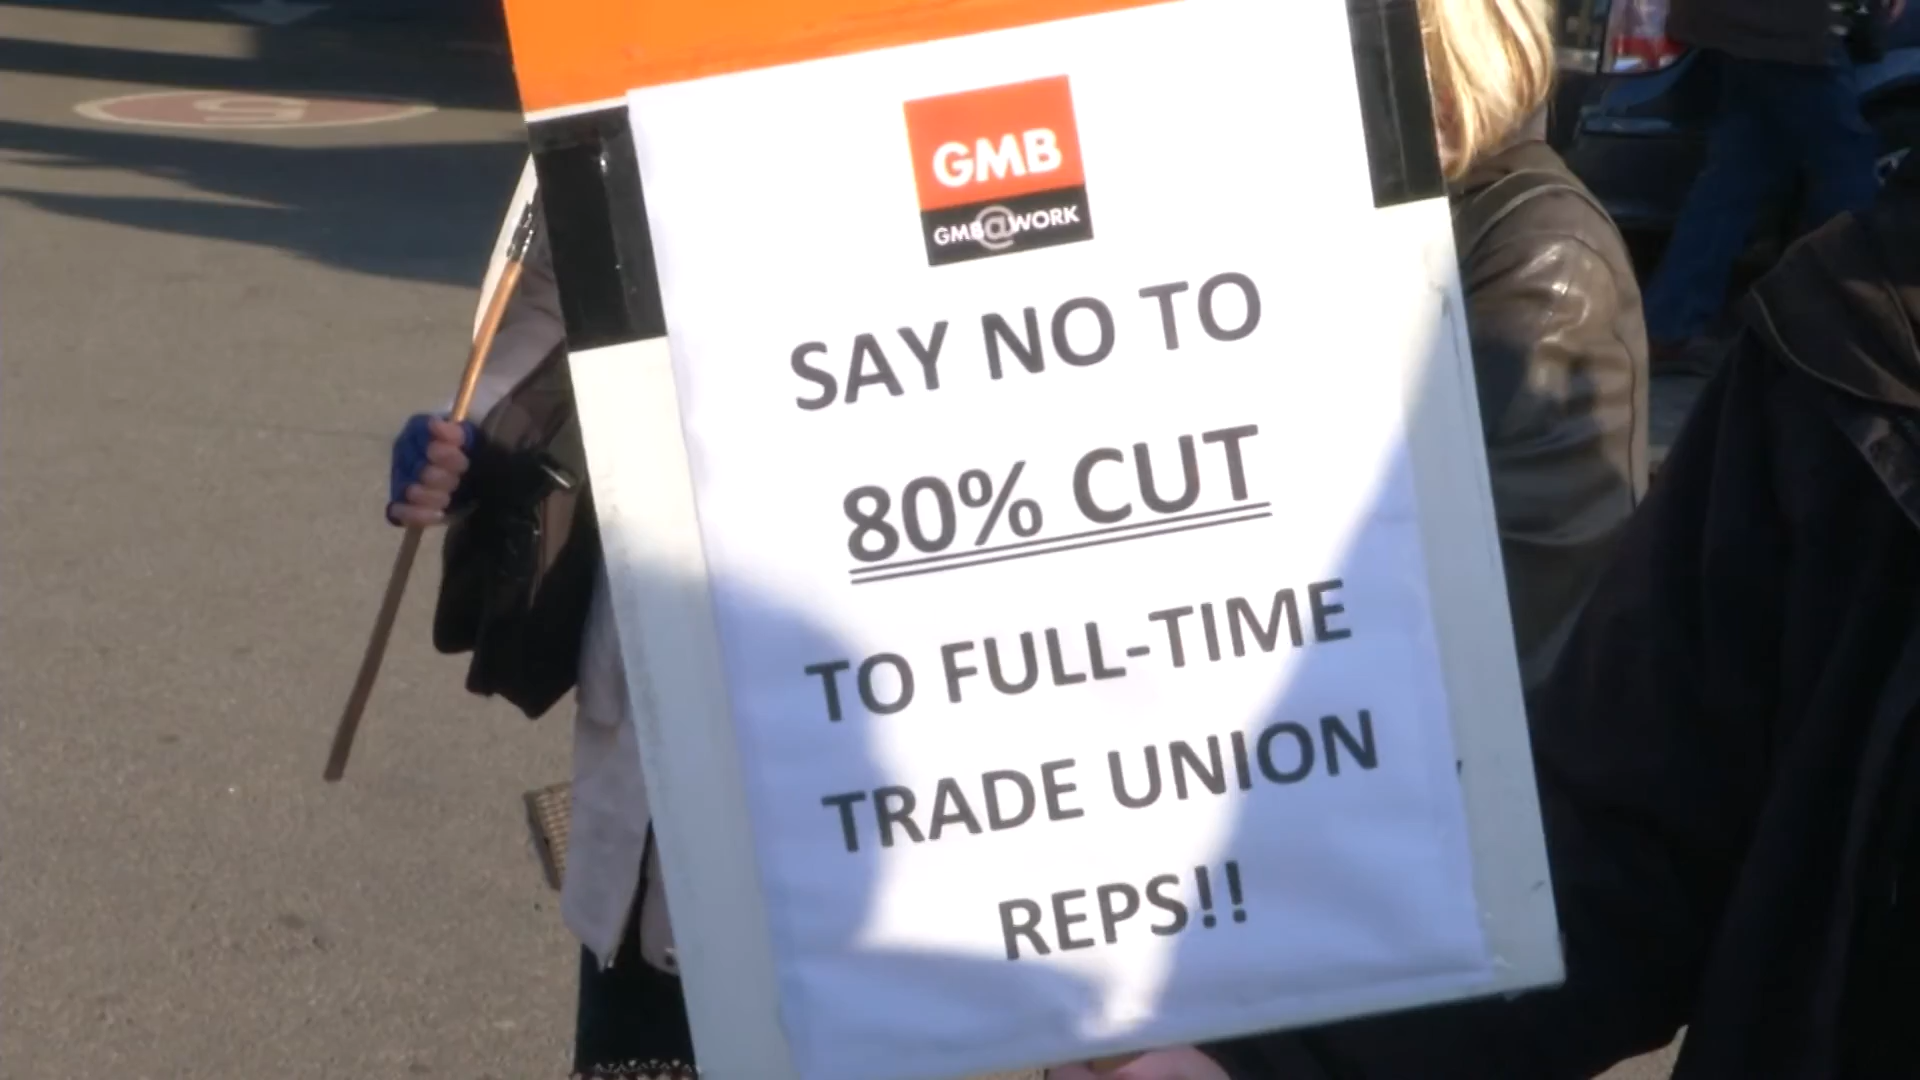 GMB
GMB@WORK
SAY NO TO
80% CUT
TO FULL-TIME
TRADE UNION
REPS!!